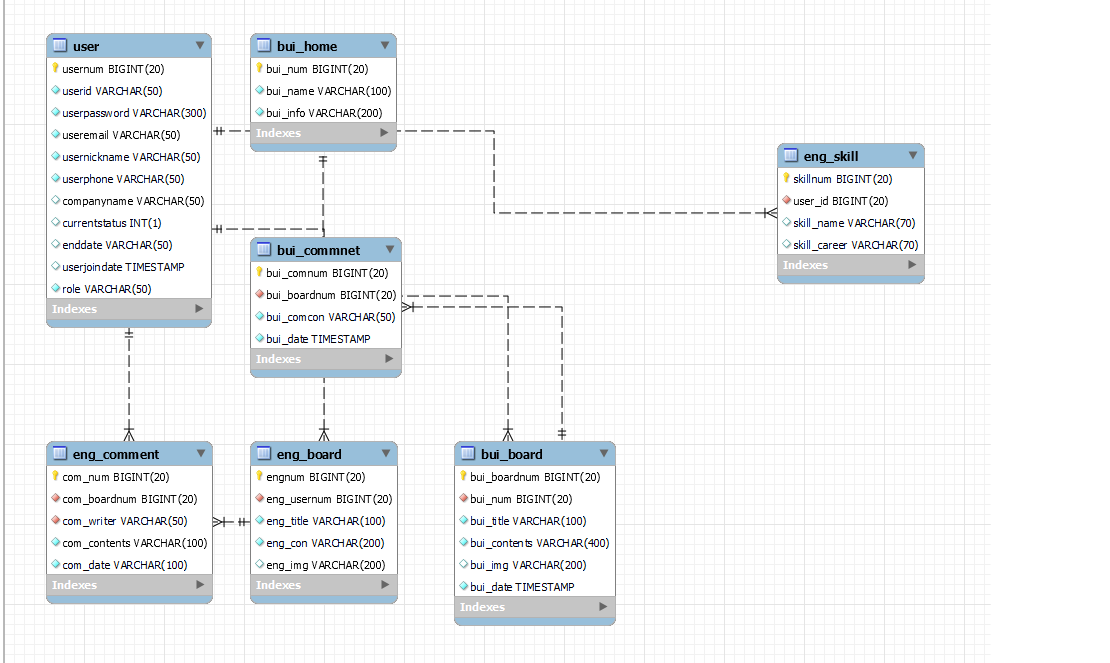 user
usernum BIGINT(20)
userid VARCHAR(50)
userpassword VARCHAR(300)
useremail VARCHAR(50)
usernickname VARCHAR(50)
userphone VARCHAR(50)
companyname VARCHAR(50)
currentstatus INT(1)
enddate VARCHAR(50)
userjoindate TIMESTAMP
role VARCHAR(50)
Indexes
bui_home
bui_num BIGINT(20)
bui_name VARCHAR(100)
bui_info VARCHAR(200)
Indexes
eng_skill
skillnum BIGINT(20)
user_id BIGINT(20)
skill_name VARCHAR(70)
skill_career VARCHAR(70)
Indexes
bui_commnet
bui_comnum BIGINT(20)
bui_boardnum BIGINT(20)
bui_comcon VARCHAR(50)
bui_date TIMESTAMP
Indexes
eng_comment
com_num BIGINT(20)
com_boardnum BIGINT(20)
com_writer VARCHAR(50)
com_contents VARCHAR(100)
com_date VARCHAR(100)
Indexes
eng_board
engnum BIGINT(20)
eng_usernum BIGINT(20)
eng_title VARCHAR(100)
eng_con VARCHAR(200)
eng_img VARCHAR(200)
Indexes
bui_board
bui_boardnum BIGINT(20)
bui_num BIGINT(20)
bui_title VARCHAR(100)
bui_contents VARCHAR(400)
bui_img VARCHAR(200)
bui_date TIMESTAMP
Indexes